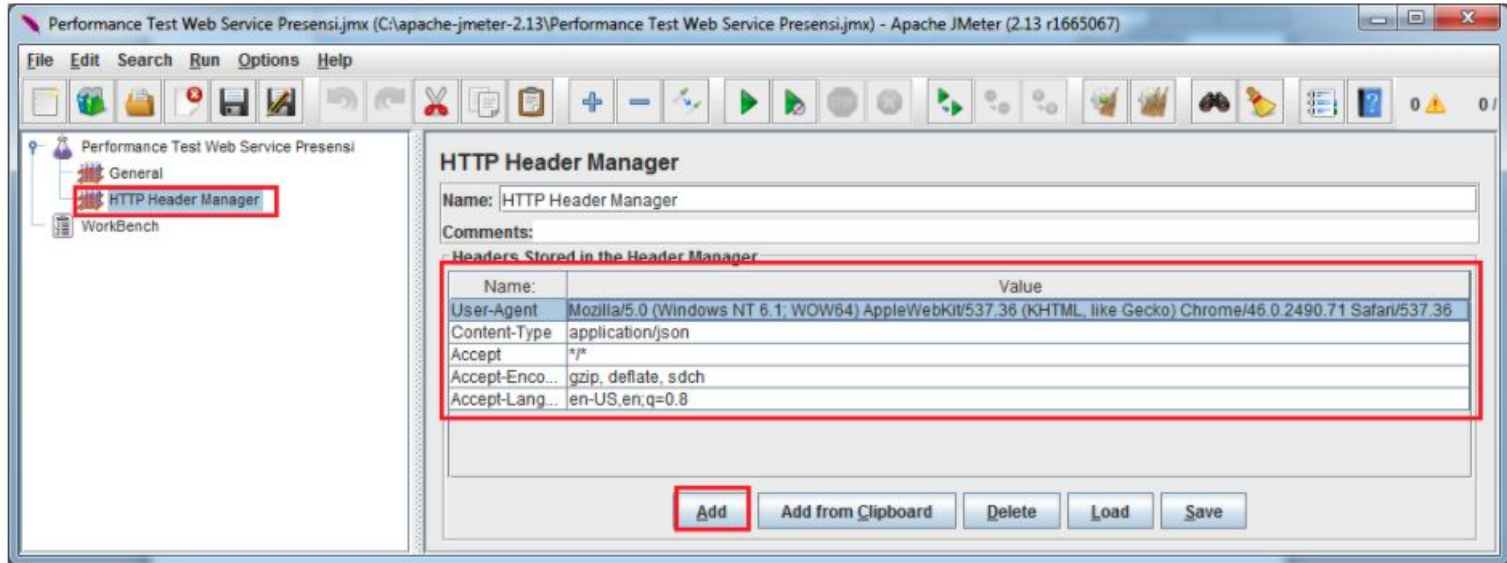 Performance Test Web Service Presensi.jmx (C:\apache-jmeter-2.13\Performance Test Web Service Presensi.jmx) - Apache JMeter (2.13 r1665067)
File Edit Search Run Options Help
0 0 /
Performance Test Web Service Presensi
General
HTTP Header Manager
WorkBench
HTTP Header Manager
Name: HTTP Header Manager
Comments:
Headers Stored in the Header Manager
Name: Value
User-Agent Mozilla/5.0 (Windows NT 6.1; WOW64) AppleWebKit/537.36 (KHTML, like Gecko) Chrome/46.0.2490.71 Safari/537.36
Content-Type application/json
Accept */*
Accept-Enco... gzip, deflate, sdch
Accept-Lang... en-US,en;q=0.8
Add Add from Clipboard Delete Load Save